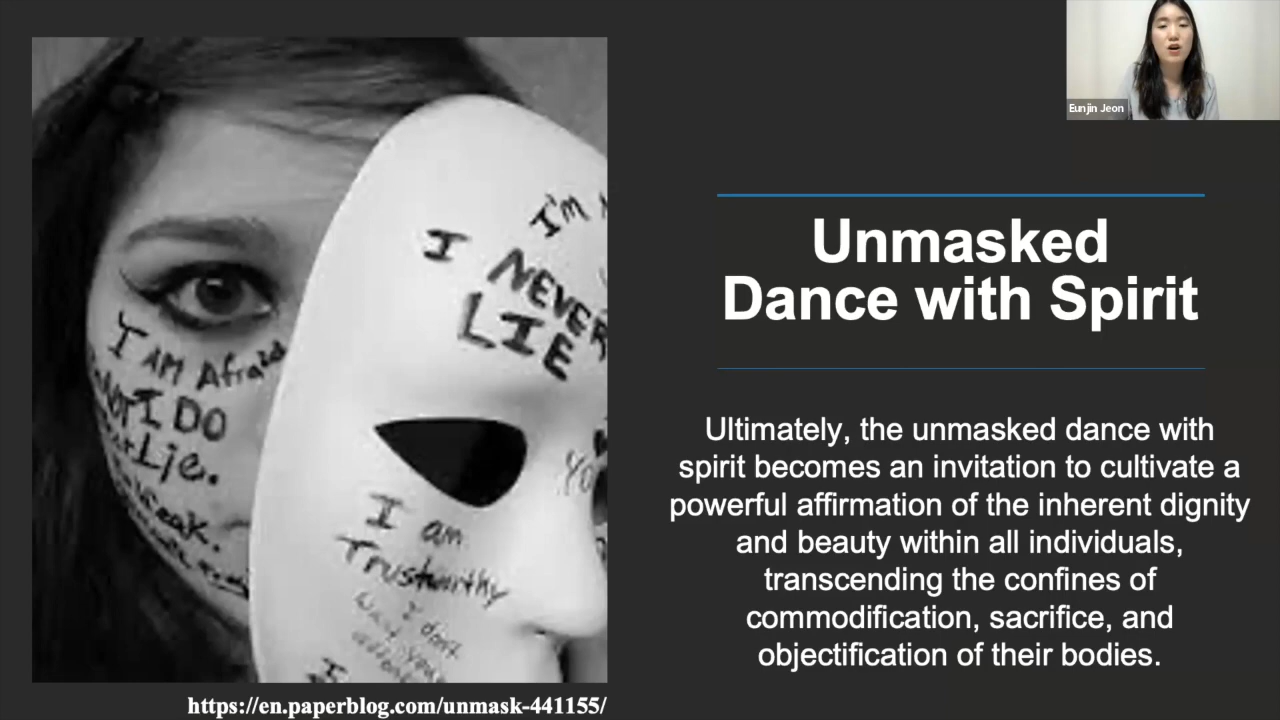 Eunjin Jeon
Unmasked
Dance with Spirit
Ultimately, the unmasked dance with
spirit becomes an invitation to cultivate a
powerful affirmation of the inherent dignity
and beauty within all individuals,
transcending the confines of
commodification, sacrifice, and
objectification of their bodies.
I AM Afraid
I DO
Lie.
I'm
I NEVER
LIE
I am
Trustworthy
I don't
I
https://en.paperblog.com/unmask-441155/